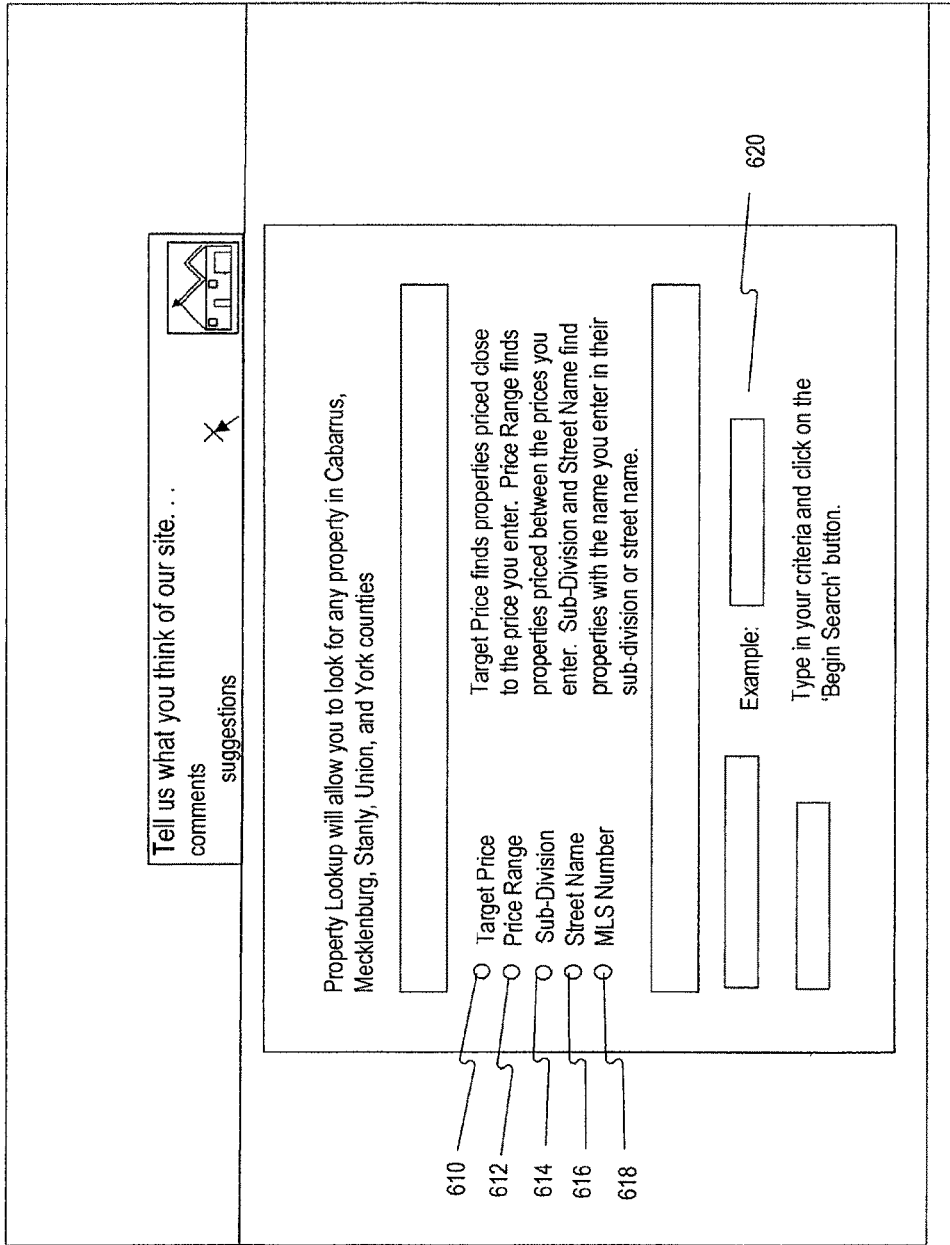 Tell us what you think of our site. . .
comments
suggestions
Property Lookup will allow you to look for any property in Cabarrus,
Mecklenburg, Stanly, Union, and York counties
610
612
614
616
618
Target Price
Price Range
Sub-Division
Street Name
MLS Number
Target Price finds properties priced close
to the price you enter. Price Range finds
properties priced between the prices you
enter. Sub-Division and Street Name find
properties with the name you enter in their
sub-division or street name.
Example:
620
Type in your criteria and click on the
‘Begin Search’ button.